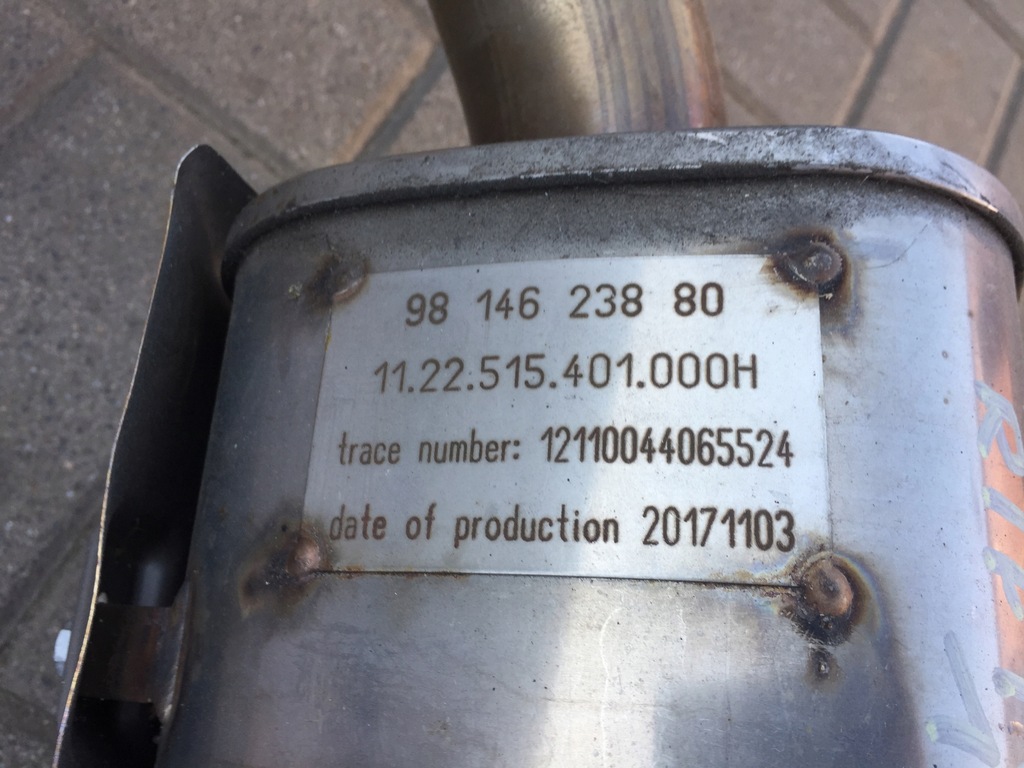 98 146 238 80
11.22.515.401.000H
trace number: 12110044065524
date of production 20171103